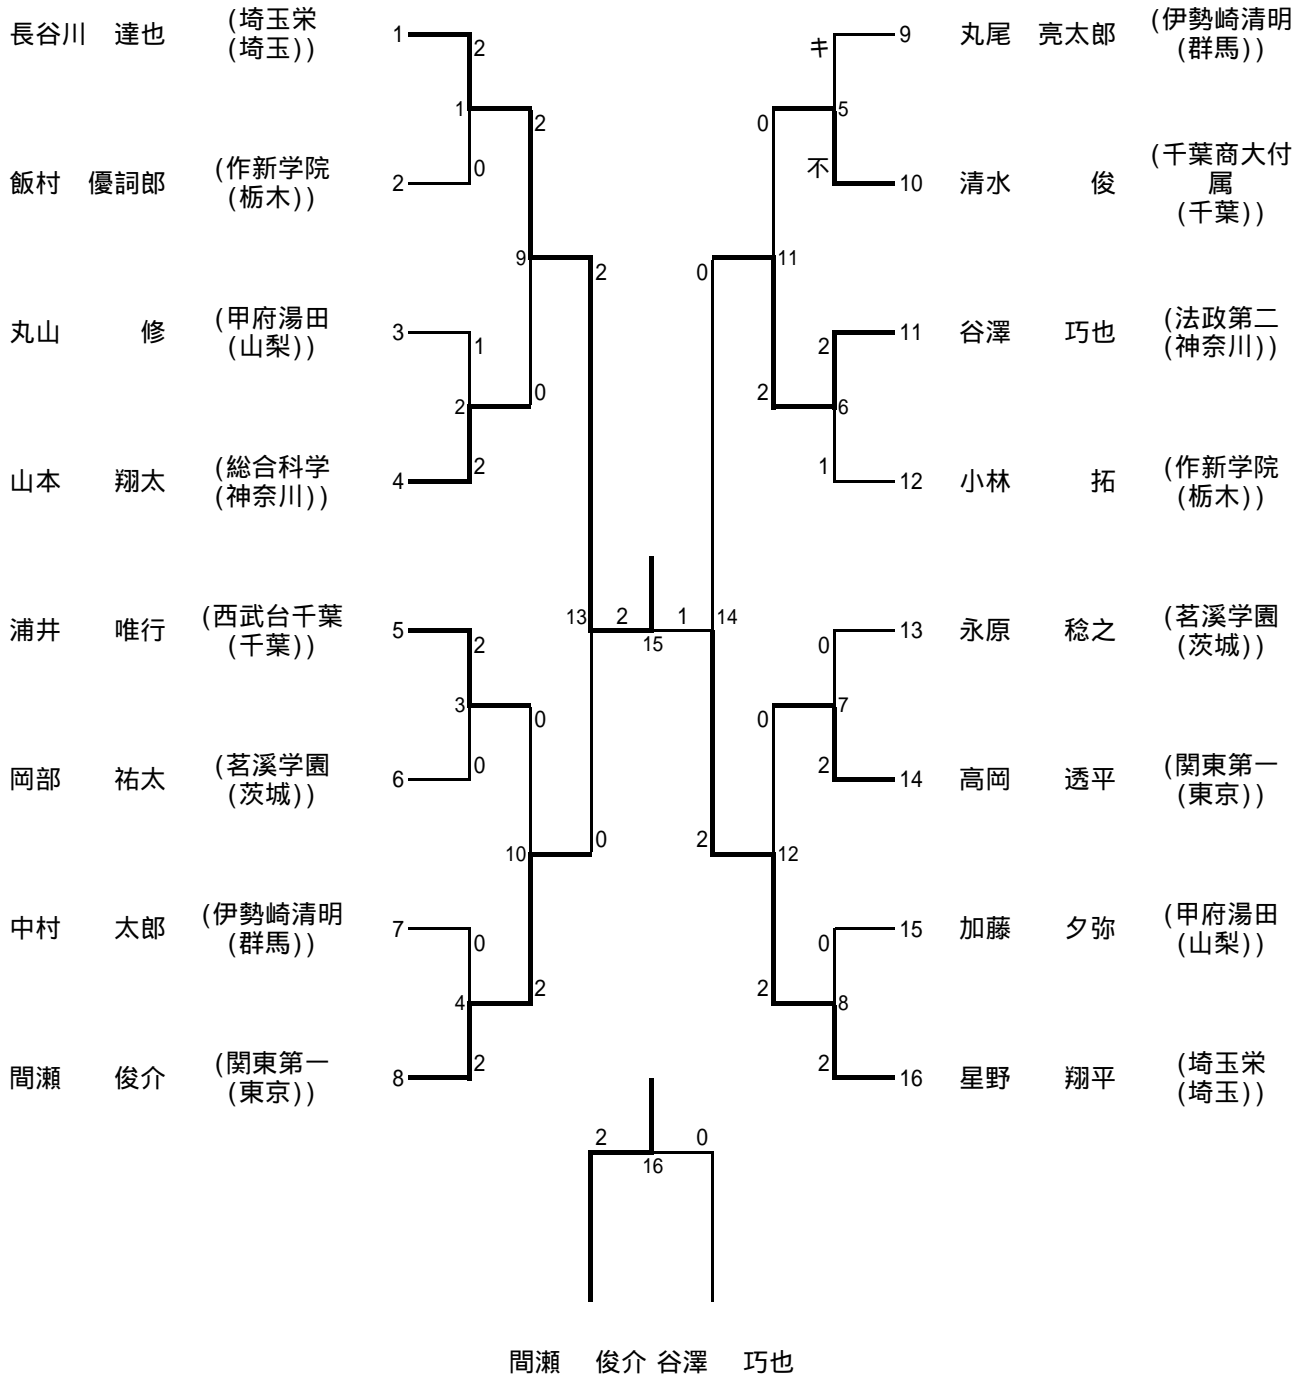 長谷川 達也 (埼玉栄
(埼玉)) 1 2
1 2
飯村 優詞郎 (作新学院
(栃木)) 2 0
9 2
丸山 修 (甲府湯田
(山梨)) 3 1
2 0
山本 翔太 (総合科学
(神奈川)) 4 2
13 2 15 1 14
浦井 唯行 (西武台千葉
(千葉)) 5 2
3 0
岡部 祐太 (茗溪学園
(茨城)) 6 0
10 0
中村 太郎 (伊勢崎清明
(群馬)) 7 0
4 2
間瀬 俊介 (関東第一
(東京)) 8 2
キ 9 丸尾 亮太郎 (伊勢崎清明
(群馬))
0 5
不 10 清水 俊 (千葉商大付
属
(千葉))
0 11
2 11 谷澤 巧也 (法政第二
(神奈川))
2 6
1 12 小林 拓 (作新学院
(栃木))
0 13 永原 稔之 (茗溪学園
(茨城))
0 7
2 14 高岡 透平 (関東第一
(東京))
2 12
0 15 加藤 夕弥 (甲府湯田
(山梨))
2 8
2 16 星野 翔平 (埼玉栄
(埼玉))
2 16 0
間瀬 俊介 谷澤 巧也